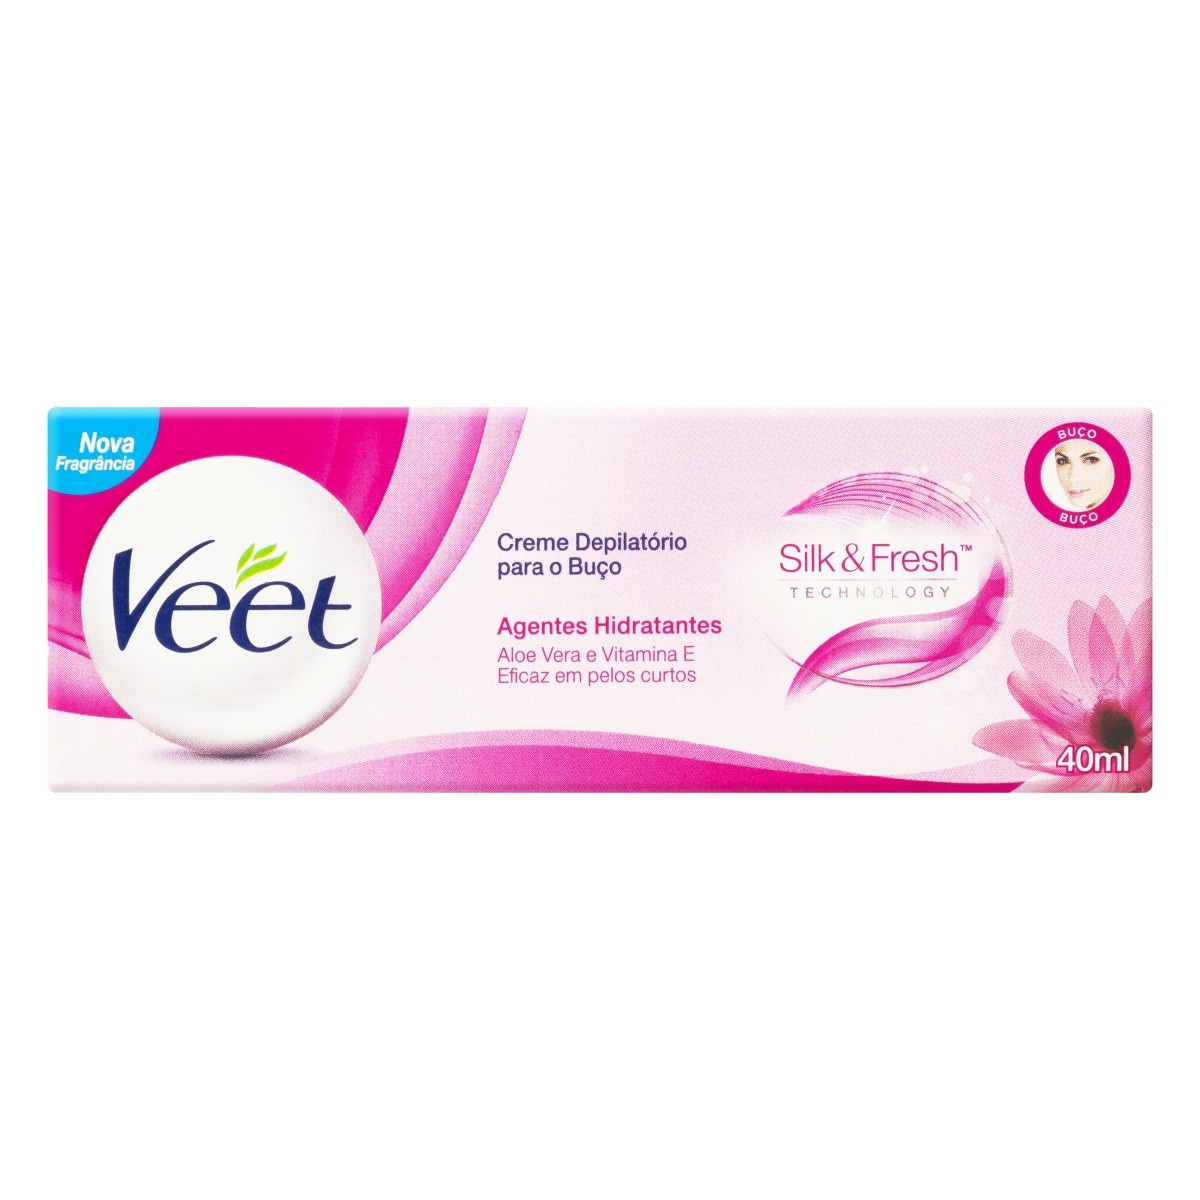 Nova
Fragrância
Veet
Creme Depilatório
para o Buço
Agentes Hidratantes
Aloe Vera e Vitamina E
Eficaz em pelos curtos
Silk & Fresh™
TECHNOLOGY
BUÇO
BUÇO
40ml